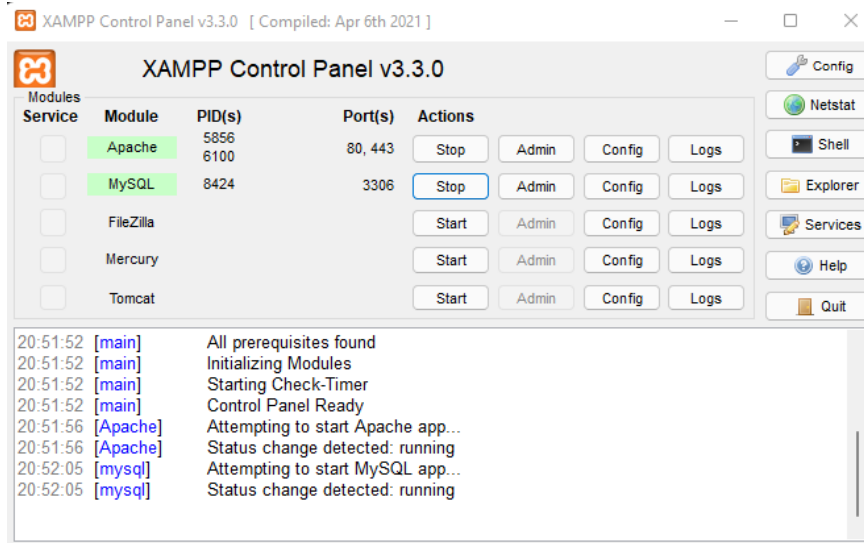 XAMPP Control Panel v3.3.0 [ Compiled: Apr 6th 2021 ]
XAMPP Control Panel v3.3.0
Config
Modules
Service Module PID(s) Port(s) Actions
Netstat
Apache 5856 6100 80, 443 Stop Admin Config Logs
Shell
MySQL 8424 3306 Stop Admin Config Logs
Explorer
FileZilla Start Admin Config Logs
Services
Mercury Start Admin Config Logs
Help
Tomcat Start Admin Config Logs
Quit
20:51:52 [main] All prerequisites found
20:51:52 [main] Initializing Modules
20:51:52 [main] Starting Check-Timer
20:51:52 [main] Control Panel Ready
20:51:56 [Apache] Attempting to start Apache app...
20:51:56 [Apache] Status change detected: running
20:52:05 [mysql] Attempting to start MySQL app...
20:52:05 [mysql] Status change detected: running